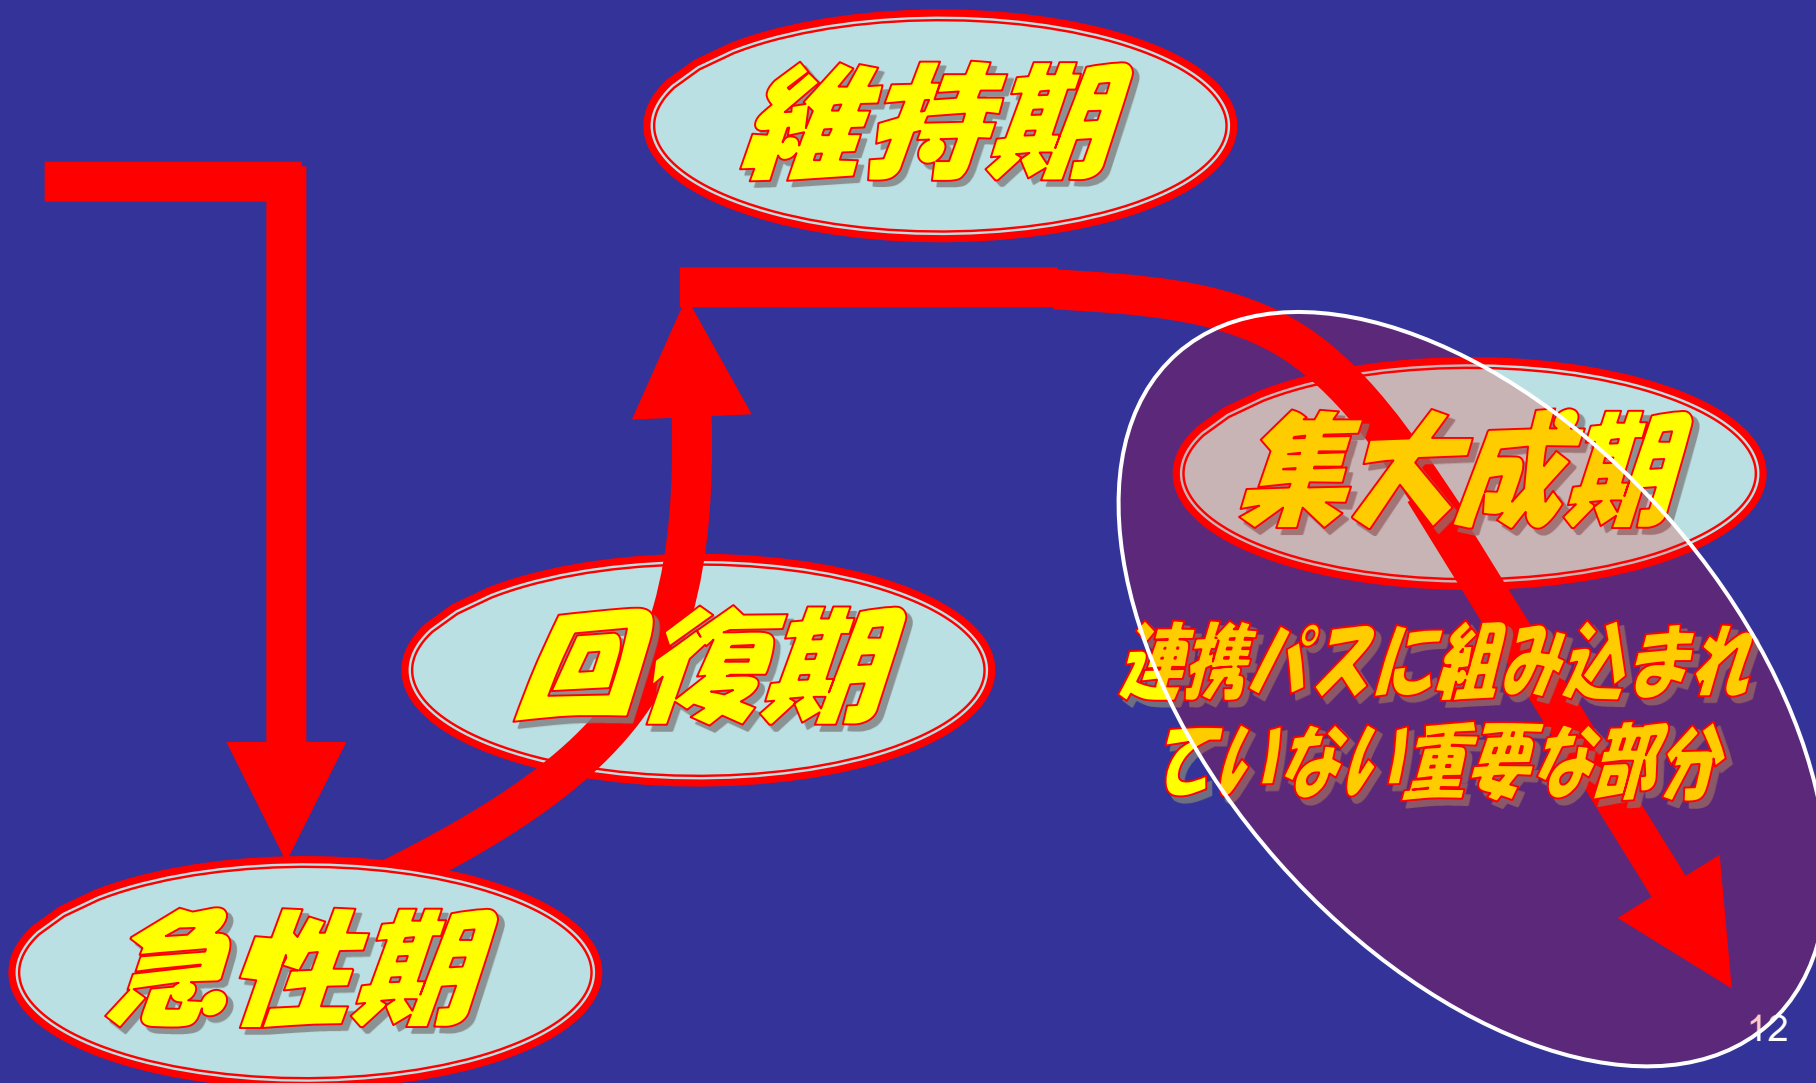 維持期
集大成期
回復期
連携パスに組み込まれ
ていない重要な部分
急性期
12